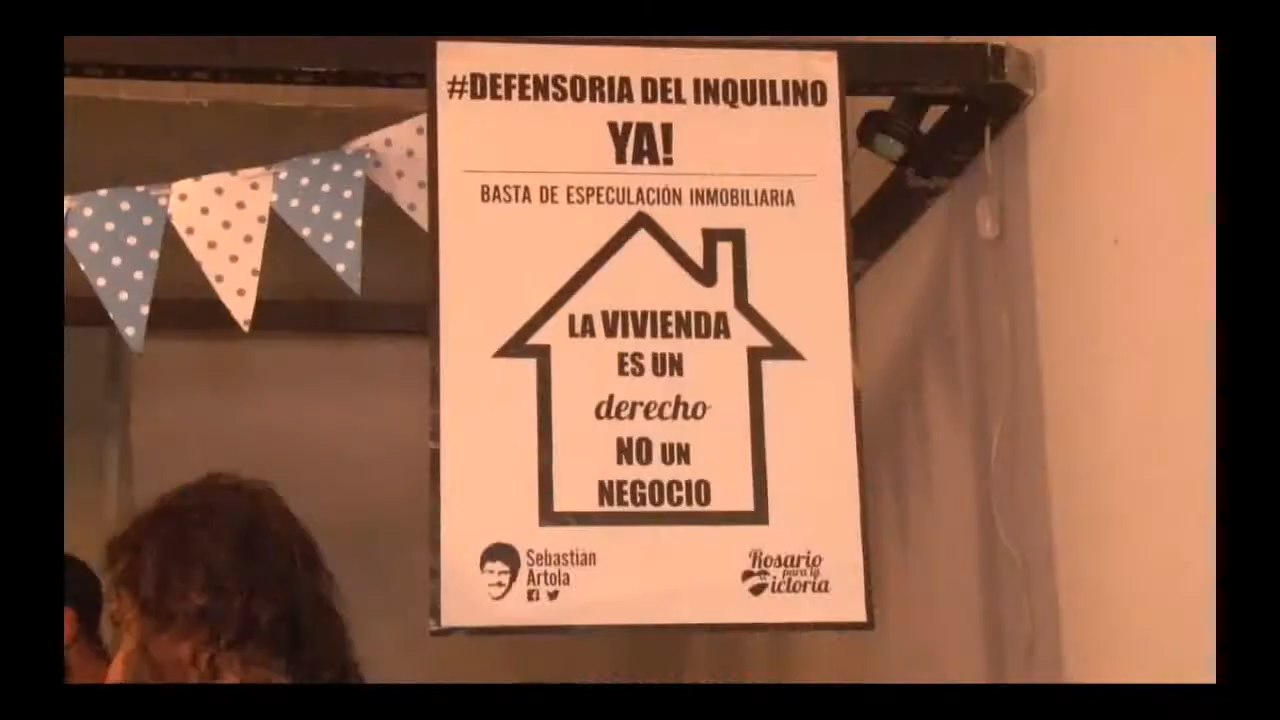 #DEFENSORIA DEL INQUILINO
YA!
BASTA DE ESPECULACIÓN INMOBILIARIA
LA VIVIENDA
ES UN
derecho
NO UN
NEGOCIO
Sebastián
Artola
Rosario
para la
Victoria